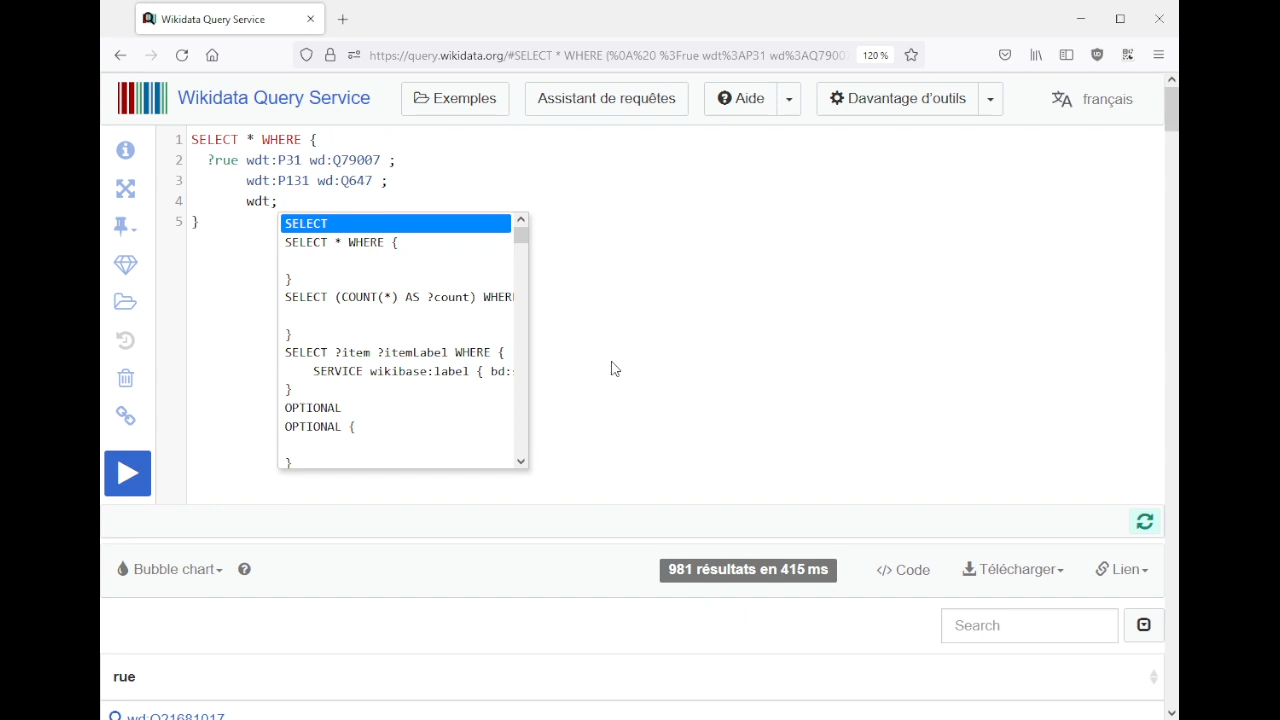 Wikidata Query Service
https://query.wikidata.org/#SELECT * WHERE {%0A%20 %3Frue wdt%3AP31 wd%3AQ7900
120%
Wikidata Query Service
Exemples
Assistant de requêtes
Aide
Davantage d'outils
français
1 SELECT * WHERE {
2 ?rue wdt:P31 wd:Q79007 ;
3 wdt:P131 wd:Q647 ;
4 wdt;
5 }
SELECT
SELECT * WHERE {
}
SELECT (COUNT(*) AS ?count) WHERE
}
SELECT ?item ?itemLabel WHERE {
SERVICE wikibase:label { bd:
}
OPTIONAL
OPTIONAL {
}
Bubble chart
981 résultats en 415 ms
</> Code
Télécharger
Lien
Search
rue
wd:Q21681017